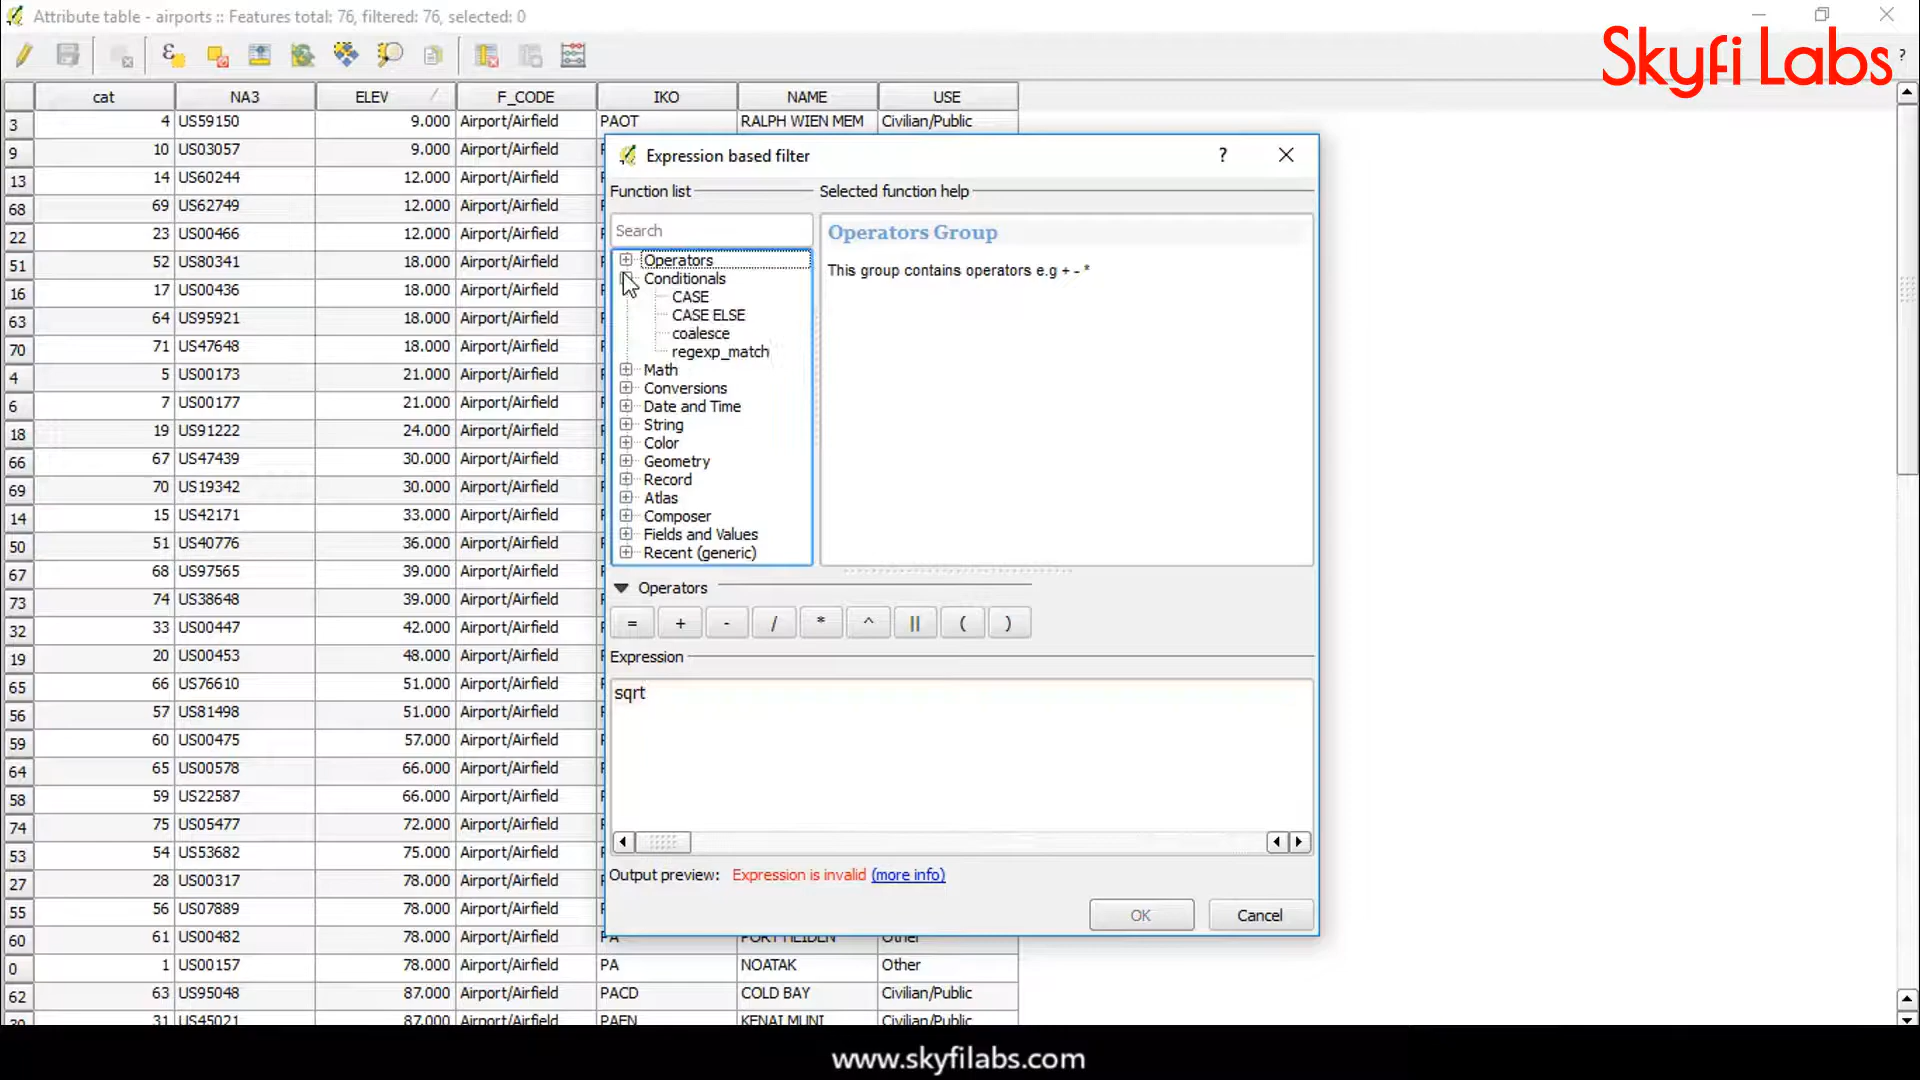 Attribute table - airports :: Features total: 76, filtered: 76, selected: 0
Skyfi Labs
?
cat NA3 ELEV F_CODE IKO NAME USE
3 4 US59150 9.000 Airport/Airfield PAOT RALPH WIEN MEM Civilian/Public
9 10 US03057 9.000 Airport/Airfield
13 14 US60244 12.000 Airport/Airfield
68 69 US62749 12.000 Airport/Airfield
22 23 US00466 12.000 Airport/Airfield
51 52 US80341 18.000 Airport/Airfield
16 17 US00436 18.000 Airport/Airfield
63 64 US95921 18.000 Airport/Airfield
70 71 US47648 18.000 Airport/Airfield
4 5 US00173 21.000 Airport/Airfield
6 7 US00177 21.000 Airport/Airfield
18 19 US91222 24.000 Airport/Airfield
66 67 US47439 30.000 Airport/Airfield
69 70 US19342 30.000 Airport/Airfield
14 15 US42171 33.000 Airport/Airfield
50 51 US40776 36.000 Airport/Airfield
67 68 US97565 39.000 Airport/Airfield
73 74 US38648 39.000 Airport/Airfield
32 33 US00447 42.000 Airport/Airfield
19 20 US00453 48.000 Airport/Airfield
65 66 US76610 51.000 Airport/Airfield
56 57 US81498 51.000 Airport/Airfield
59 60 US00475 57.000 Airport/Airfield
64 65 US00578 66.000 Airport/Airfield
58 59 US22587 66.000 Airport/Airfield
74 75 US05477 72.000 Airport/Airfield
53 54 US53682 75.000 Airport/Airfield
27 28 US00317 78.000 Airport/Airfield
55 56 US07889 78.000 Airport/Airfield
60 61 US00482 78.000 Airport/Airfield PA PORT HEIDEN Other
0 1 US00157 78.000 Airport/Airfield PA NOATAK Other
62 63 US95048 87.000 Airport/Airfield PACD COLD BAY Civilian/Public
30 31 US45021 87.000 Airport/Airfield PAEN KENAI MUNI Civilian/Public
Expression based filter
?
Function list
Selected function help
Search
Operators
Conditionals
CASE
CASE ELSE
coalesce
regexp_match
Math
Conversions
Date and Time
String
Color
Geometry
Record
Atlas
Composer
Fields and Values
Recent (generic)
Operators Group
This group contains operators e.g + - *
Operators
= + - / * ^ || ( )
Expression
sqrt
Output preview: Expression is invalid (more info)
OK Cancel
www.skyfilabs.com